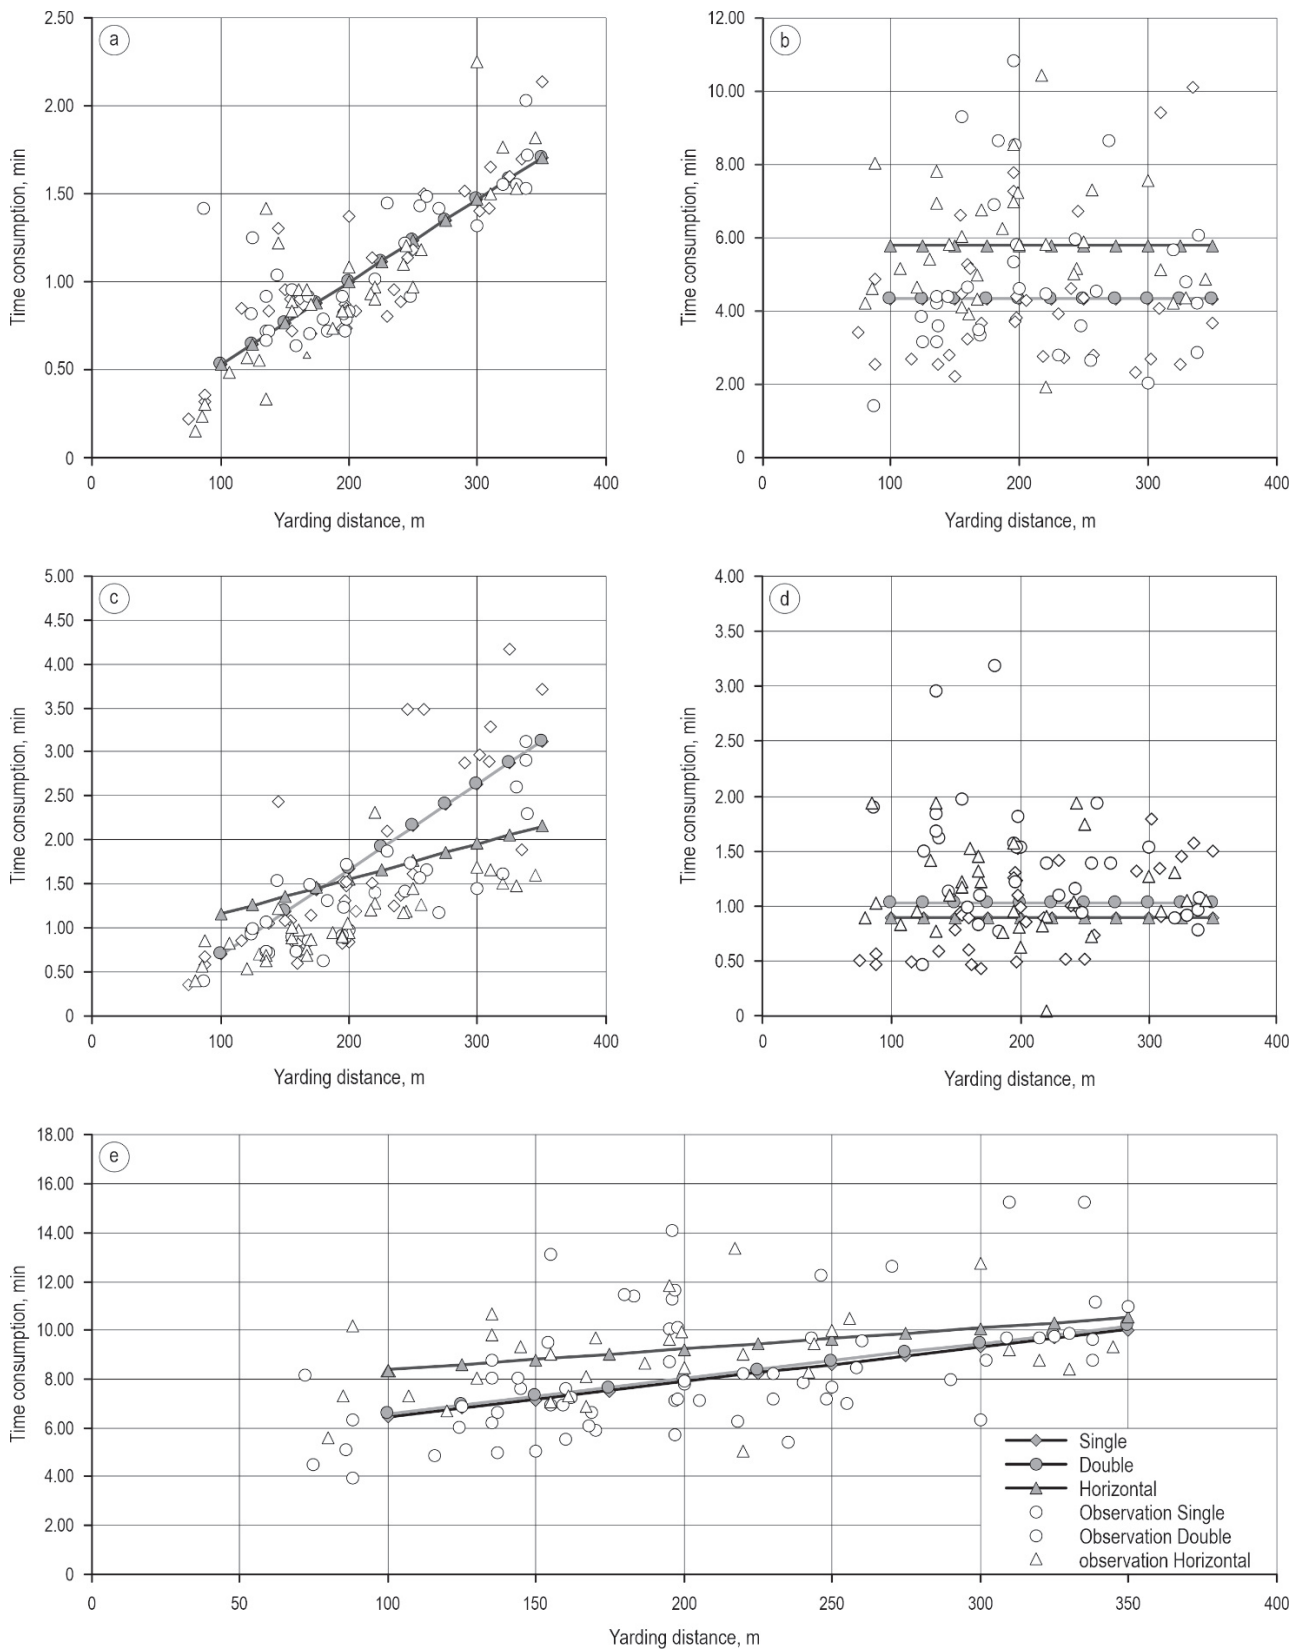 a
2.50
2.00
1.50
1.00
0.50
0
Time consumption, min
0 100 200 300 400
Yarding distance, m
b
12.00
10.00
8.00
6.00
4.00
2.00
0
Time consumption, min
0 100 200 300 400
Yarding distance, m
c
5.00
4.50
4.00
3.50
3.00
2.50
2.00
1.50
1.00
0.50
0
Time consumption, min
0 100 200 300 400
Yarding distance, m
d
4.00
3.50
3.00
2.50
2.00
1.50
1.00
0.50
0
Time consumption, min
0 100 200 300 400
Yarding distance, m
e
18.00
16.00
14.00
12.00
10.00
8.00
6.00
4.00
2.00
0
Time consumption, min
Single
Double
Horizontal
Observation Single
Observation Double
observation Horizontal
0 50 100 150 200 250 300 350 400
Yarding distance, m